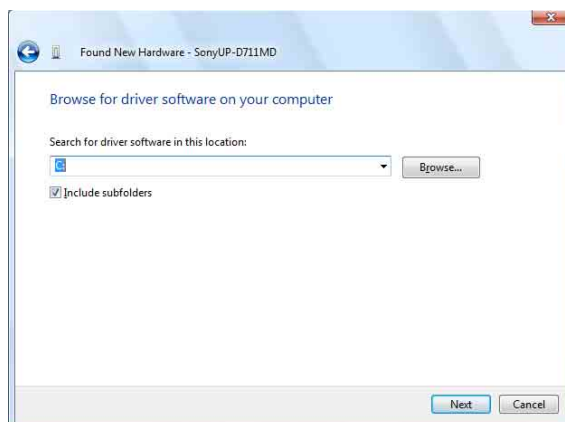 Found New Hardware - SonyUP-D711MD
Browse for driver software on your computer
Search for driver software in this location:
C:
Browse...
Include subfolders
Next
Cancel